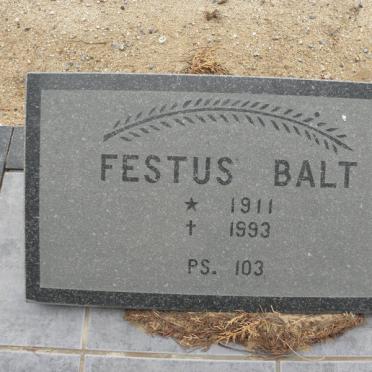 FESTUS BALT
* 1911
† 1993
PS. 103